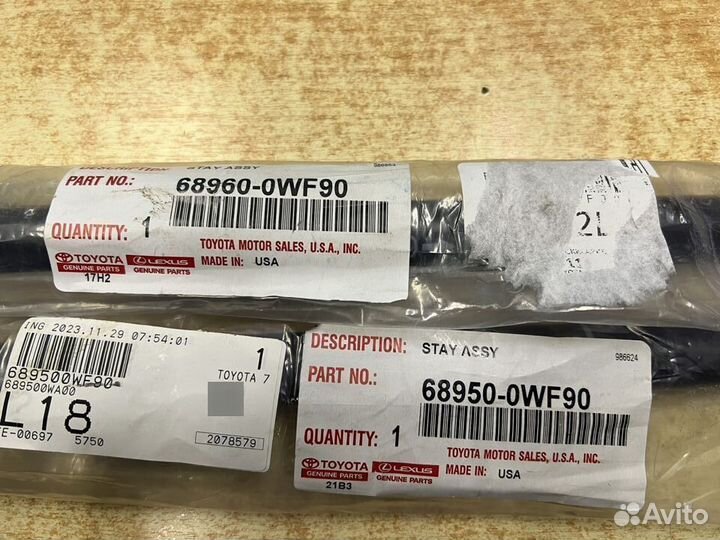 DESCRIPTION: STAY ASSY
986953
PART NO.: 68960-0WF90
QUANTITY: 1
TOYOTA MOTOR SALES, U.S.A., INC.
TOYOTA LEXUS MADE IN: USA
GENUINE PARTS GENUINE PARTS
17H2
2L
ING 2023.11.29 07:54:01
1
689500WF90
689500WA00
TOYOTA 7
L18
E-00697 5750
2078579
DESCRIPTION: STAY ASSY
986624
PART NO.: 68950-0WF90
QUANTITY: 1
TOYOTA MOTOR SALES, U.S.A., INC.
TOYOTA LEXUS MADE IN: USA
GENUINE PARTS GENUINE PARTS
21B3
Avito